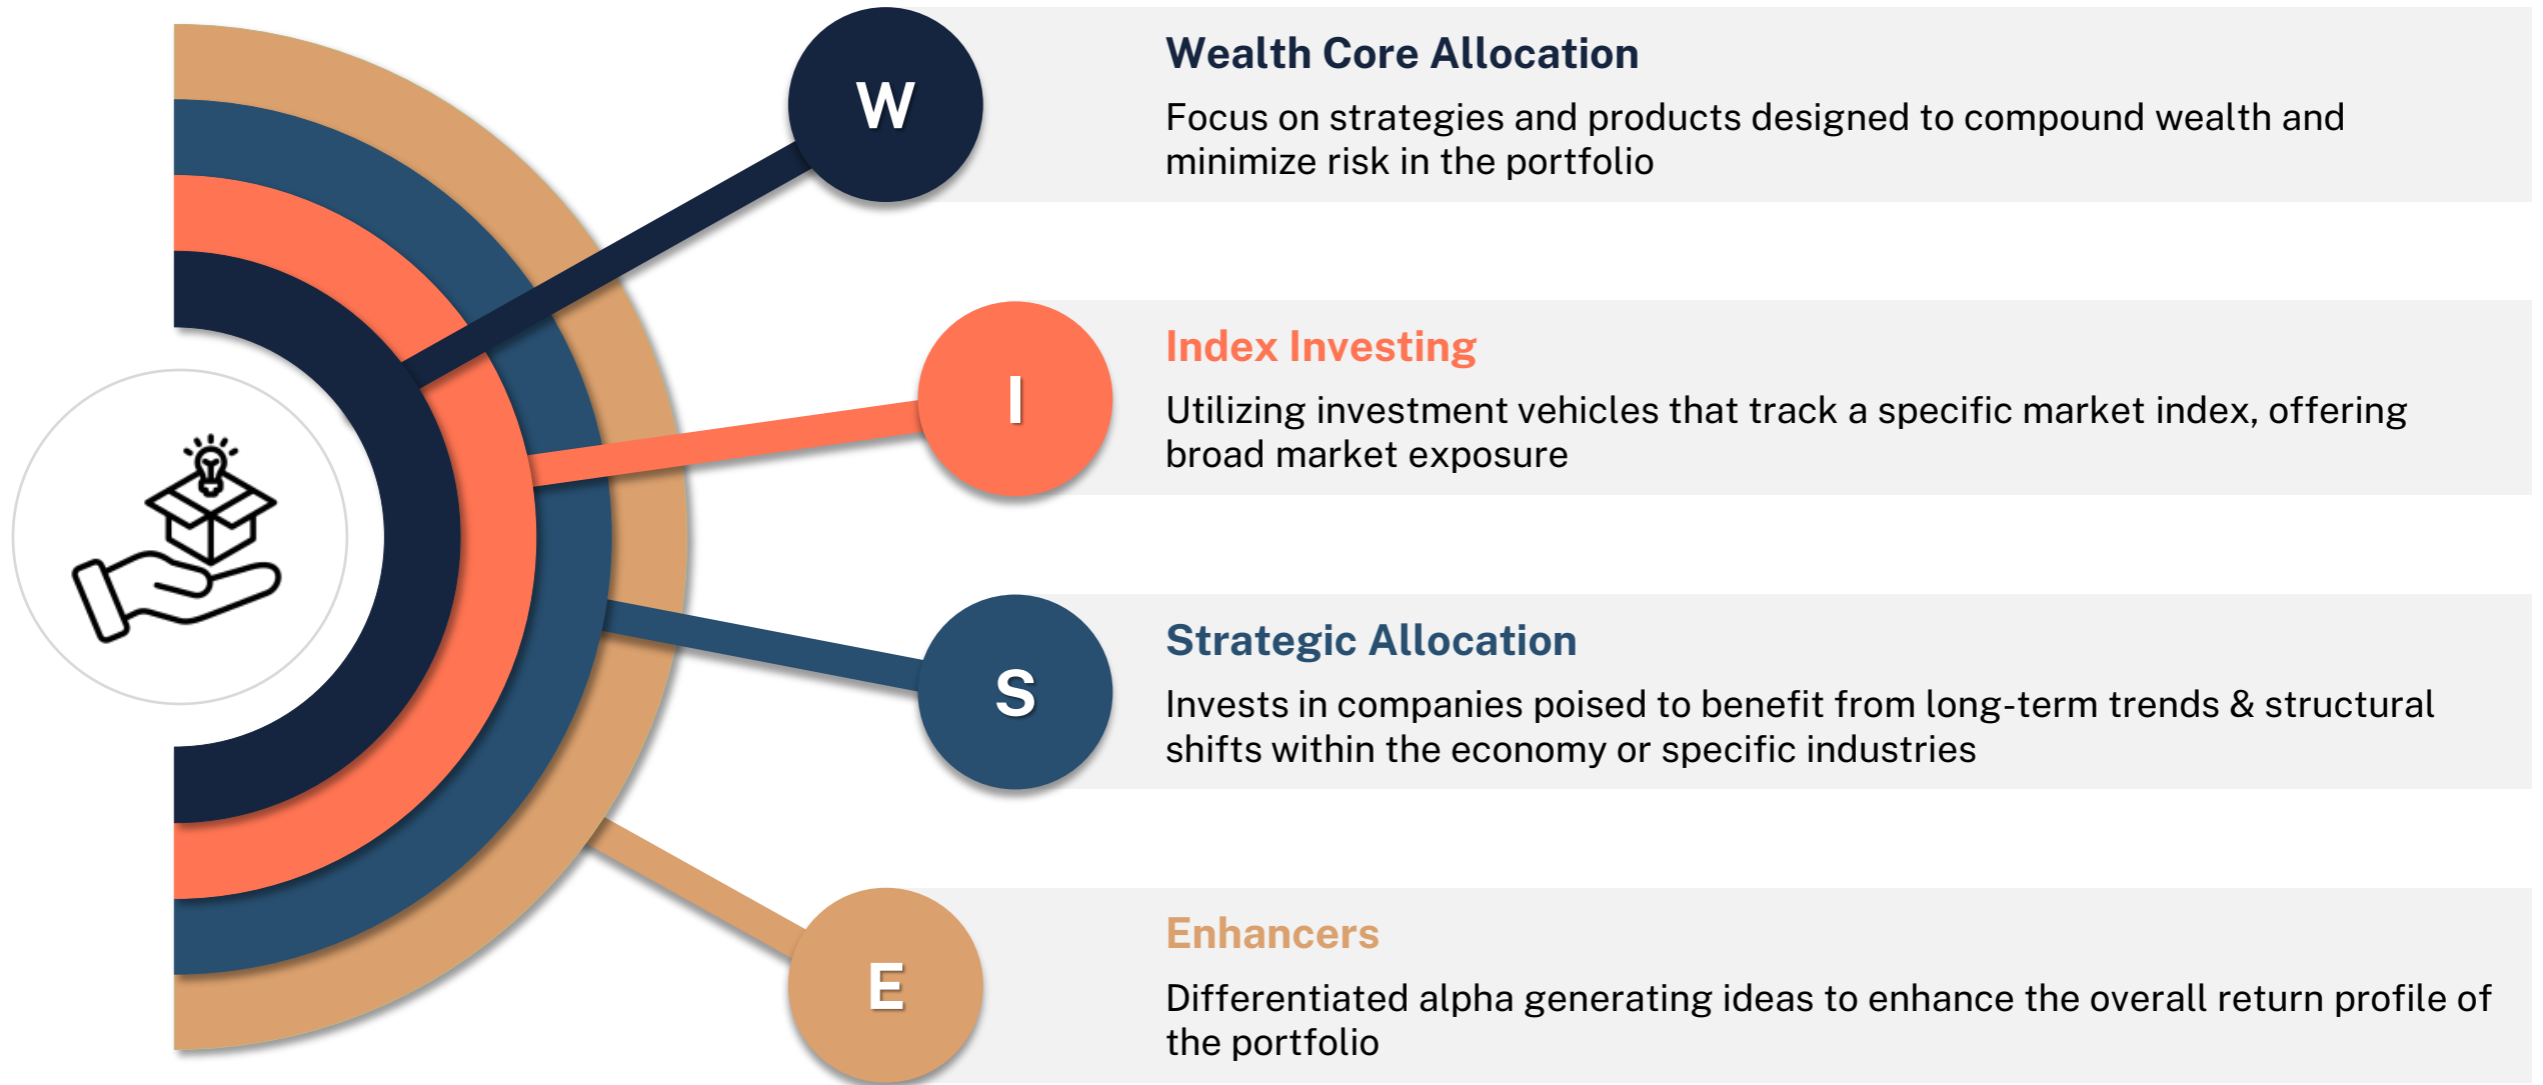 W
Wealth Core Allocation
Focus on strategies and products designed to compound wealth and
minimize risk in the portfolio
I
Index Investing
Utilizing investment vehicles that track a specific market index, offering
broad market exposure
S
Strategic Allocation
Invests in companies poised to benefit from long-term trends & structural
shifts within the economy or specific industries
E
Enhancers
Differentiated alpha generating ideas to enhance the overall return profile of
the portfolio